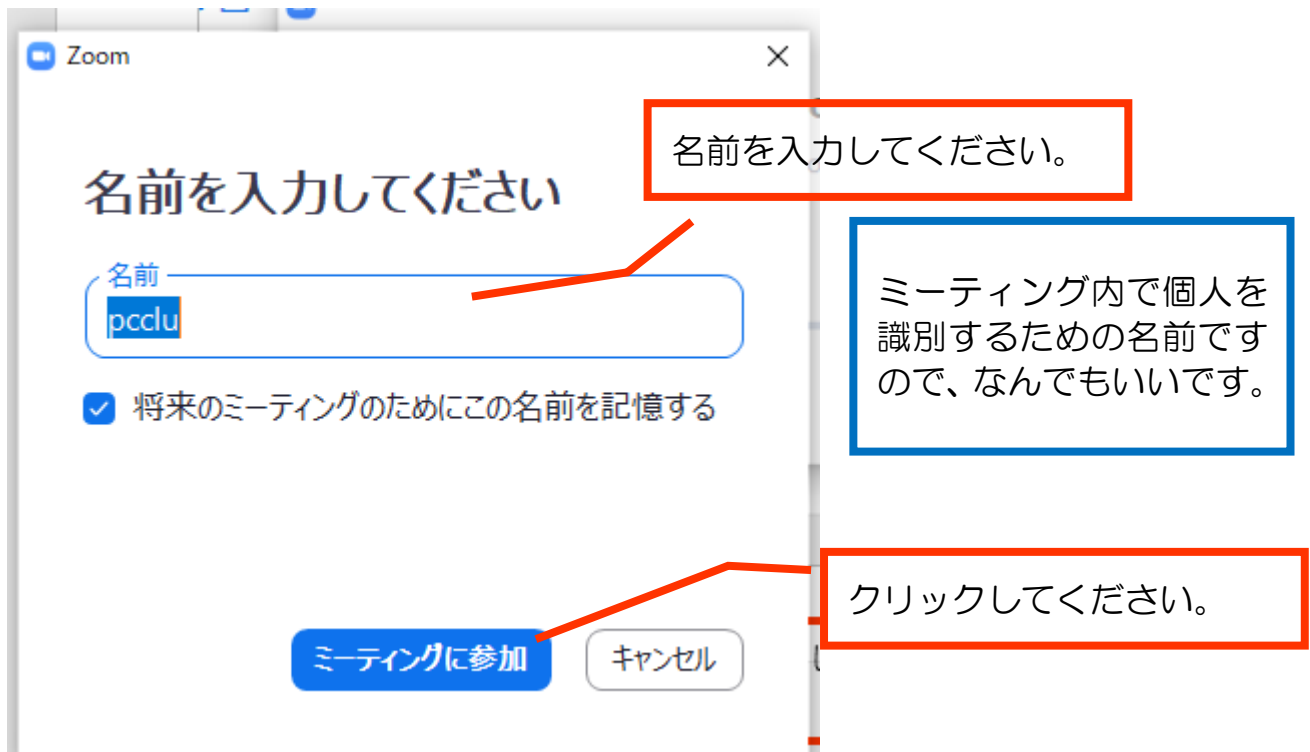 Zoom
名前を入力してください。
名前を入力してください
名前
pcclu
ミーティング内で個人を
識別するための名前です
ので、なんでもいいです。
将来のミーティングのためにこの名前を記憶する
クリックしてください。
ミーティングに参加
キャンセル